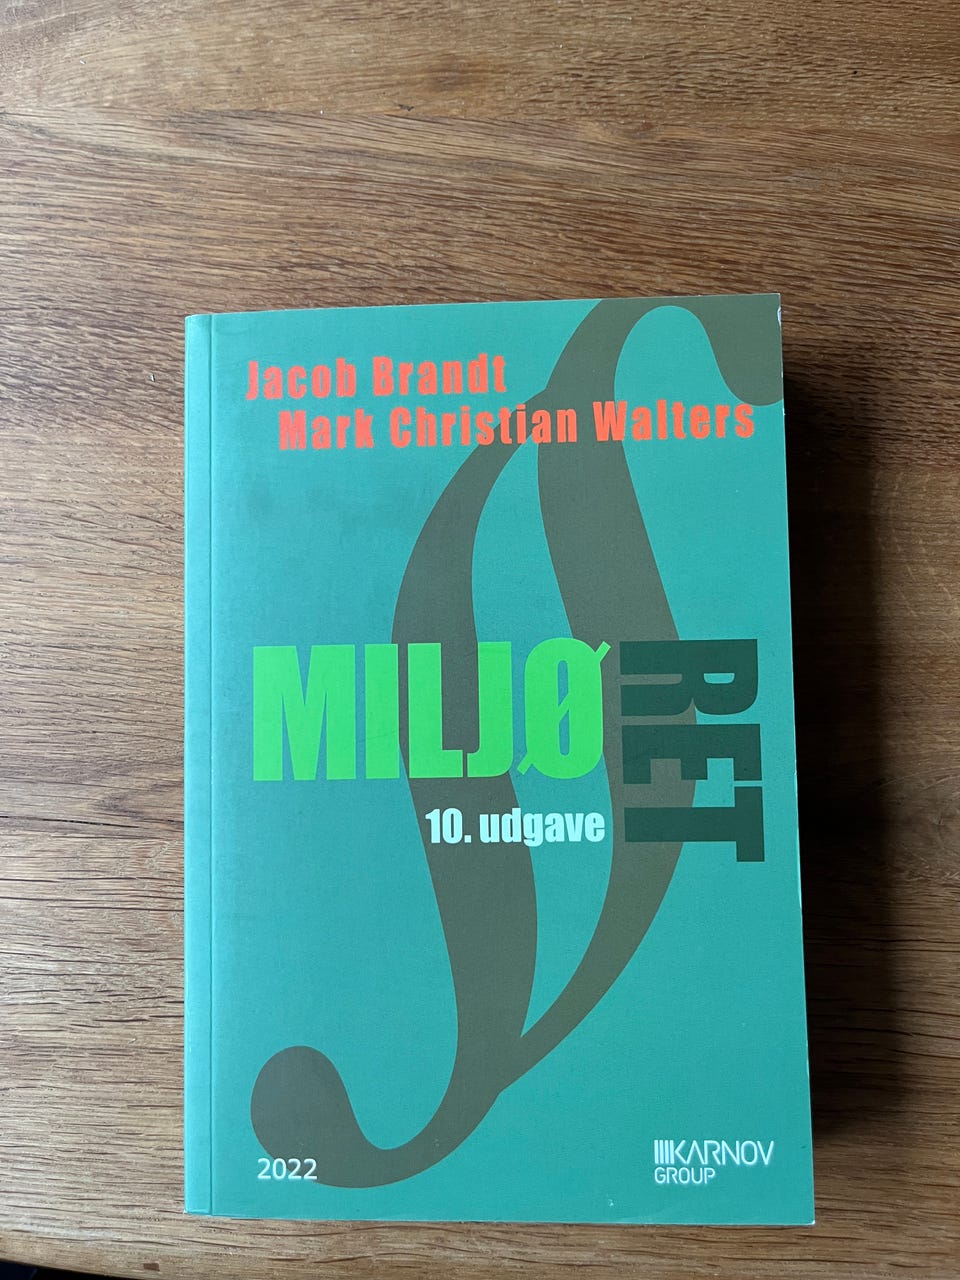 Jacob Brandt
Mark Christian Walters
MILJØ
RET
10. udgave
2022
KARNOV
GROUP